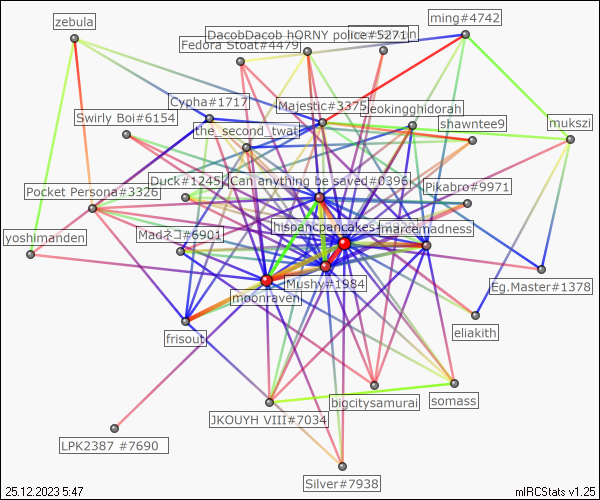 ming#4742
zebula
DacobDacob hORNY police#5271
Fedora Stoat#4479
Cypha#1717
Majestic#3375
Jeokingghidorah
Swirly Boi#6154
shawntee9
mukszi
the_second_twat
Duck#1245
Can anything be saved#0396
Pikabro#9971
Pocket Persona#3326
yoshimanden
Madネコ#6901
hispancpancakes
marcemadness
Mushy#1984
moonraven
Eg.Master#1378
frisout
eliakith
bigcitysamurai
somass
JKOUYH VIII#7034
LPK2387 #7690
Silver#7938
25.12.2023 5:47
mIRCStats v1.25